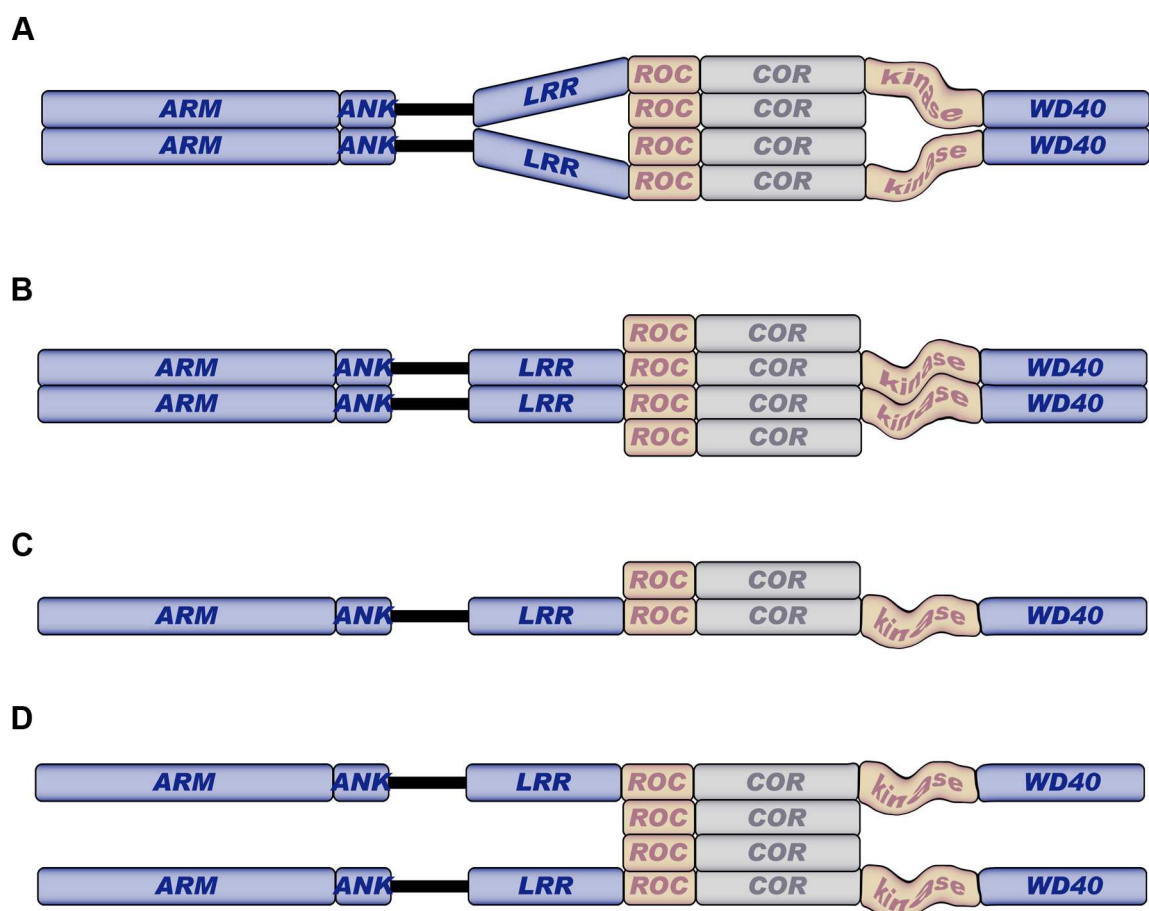 A
LRR ROC COR kinase
ARM ANK ROC COR WD40
ARM ANK ROC COR WD40
LRR ROC COR kinase
B
ROC COR
ARM ANK LRR ROC COR kinase WD40
ARM ANK LRR ROC COR kinase WD40
ROC COR
C
ROC COR
ARM ANK LRR ROC COR kinase WD40
D
ARM ANK LRR ROC COR kinase WD40
ROC COR
ROC COR
ARM ANK LRR ROC COR kinase WD40